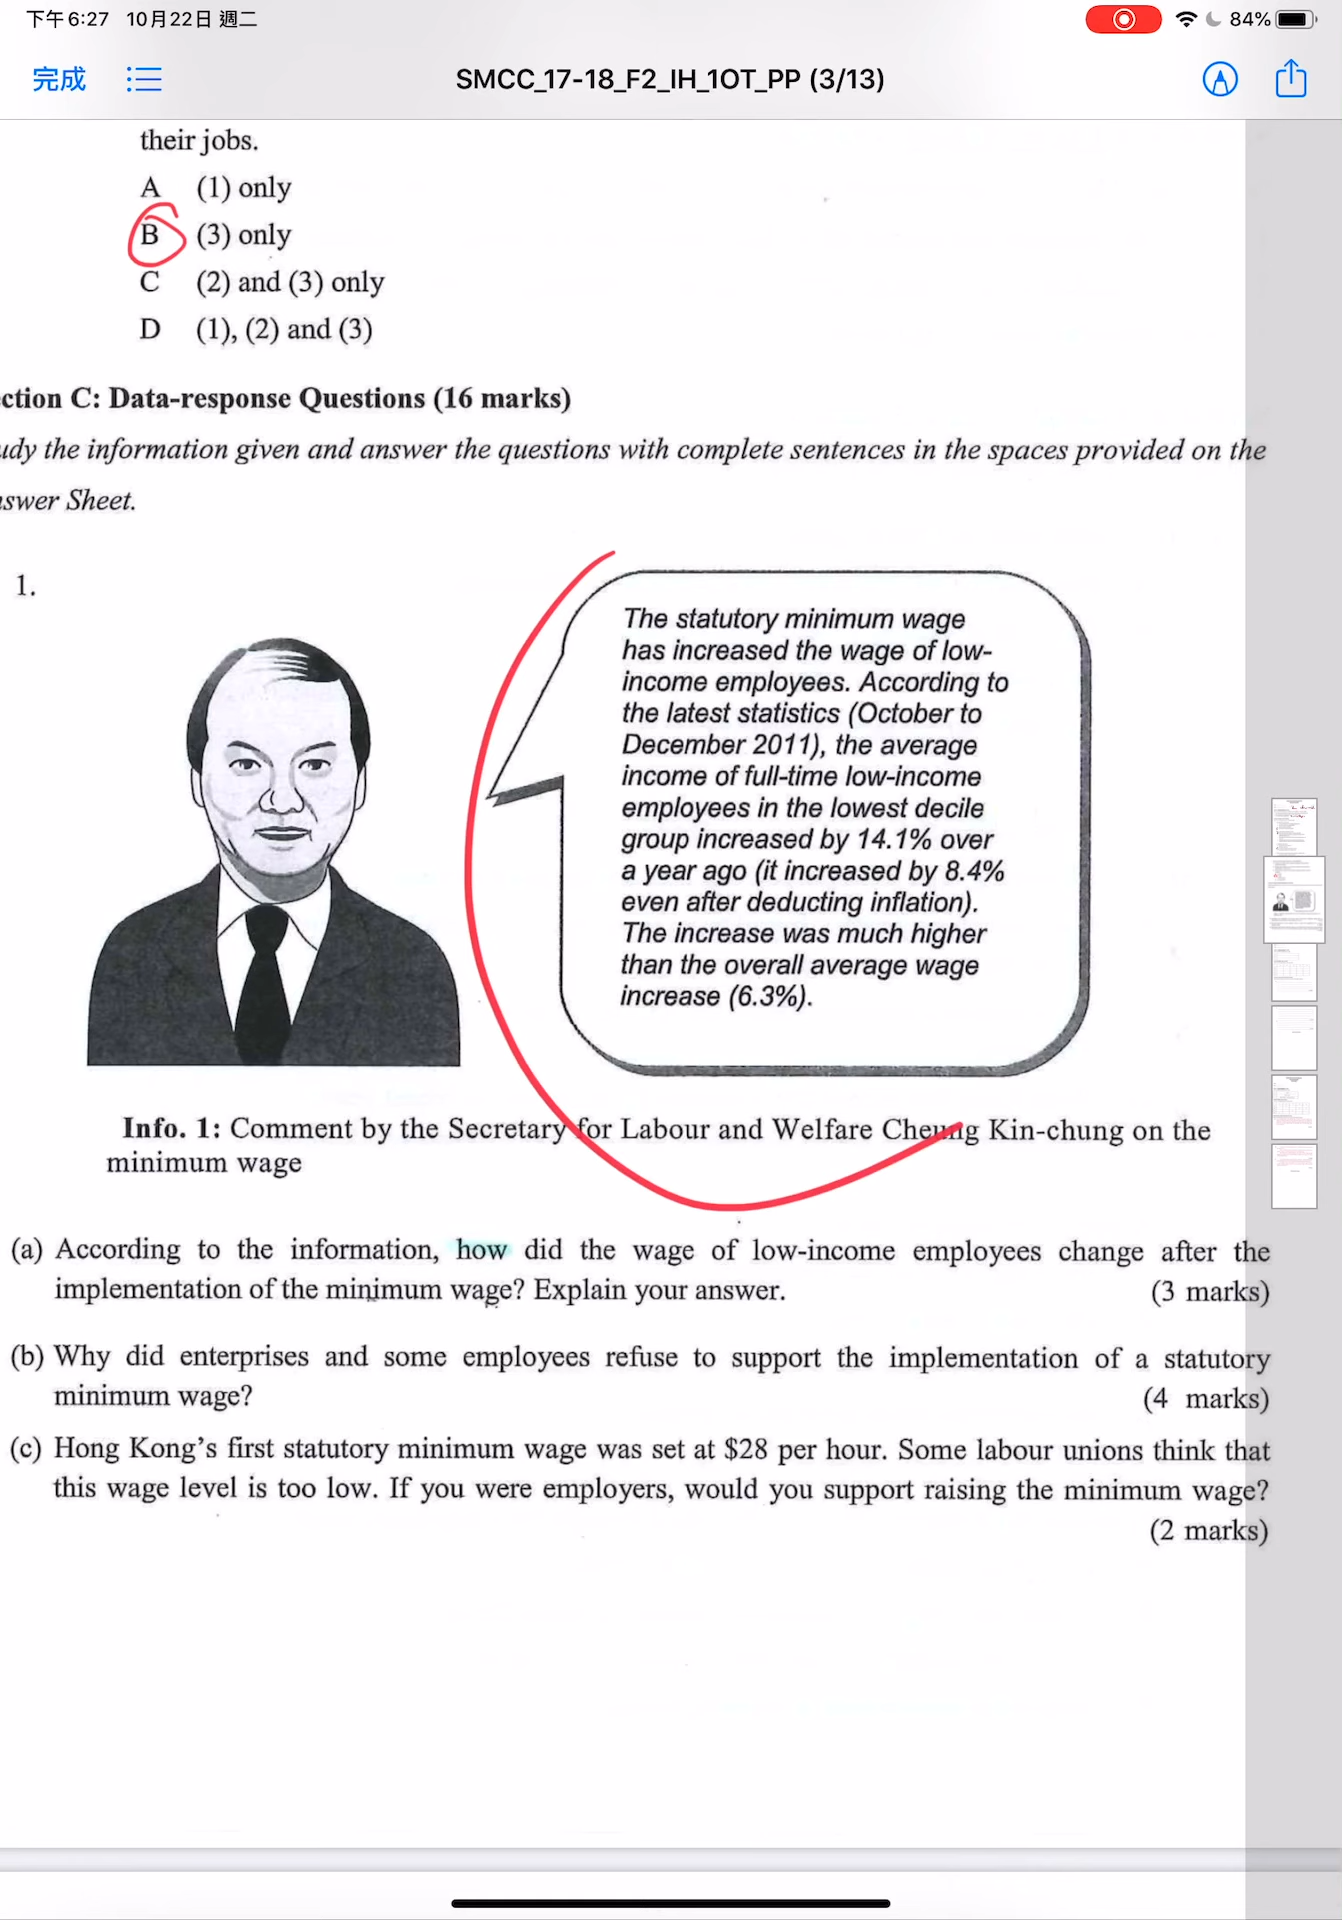 下午6:27 10月22日 週二
84%
完成
SMCC_17-18_F2_IH_1OT_PP (3/13)
their jobs.
A (1) only
B (3) only
C (2) and (3) only
D (1), (2) and (3)
ction C: Data-response Questions (16 marks)
udy the information given and answer the questions with complete sentences in the spaces provided on the
swer Sheet.
1.
The statutory minimum wage
has increased the wage of low-
income employees. According to
the latest statistics (October to
December 2011), the average
income of full-time low-income
employees in the lowest decile
group increased by 14.1% over
a year ago (it increased by 8.4%
even after deducting inflation).
The increase was much higher
than the overall average wage
increase (6.3%).
Info. 1: Comment by the Secretary for Labour and Welfare Cheung Kin-chung on the
minimum wage
(a) According to the information, how did the wage of low-income employees change after the
implementation of the minimum wage? Explain your answer. (3 marks)
(b) Why did enterprises and some employees refuse to support the implementation of a statutory
minimum wage? (4 marks)
(c) Hong Kong's first statutory minimum wage was set at $28 per hour. Some labour unions think that
this wage level is too low. If you were employers, would you support raising the minimum wage?
(2 marks)